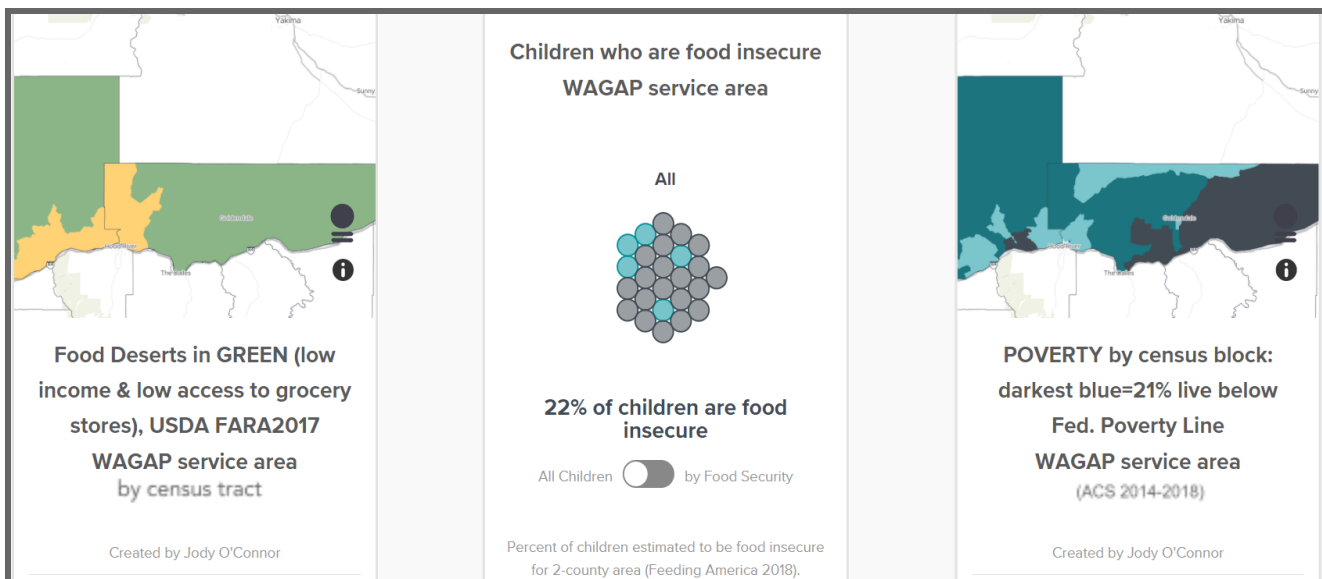 Yakima
Sunny
Goldendale
Hood River
The Dalles
Food Deserts in GREEN (low
income & low access to grocery
stores), USDA FARA2017
WAGAP service area
by census tract
Created by Jody O'Connor
Children who are food insecure
WAGAP service area
All
22% of children are food
insecure
All Children
by Food Security
Percent of children estimated to be food insecure
for 2-county area (Feeding America 2018).
Yakima
Sunny
Goldendale
Hood River
The Dalles
POVERTY by census block:
darkest blue=21% live below
Fed. Poverty Line
WAGAP service area
(ACS 2014-2018)
Created by Jody O'Connor